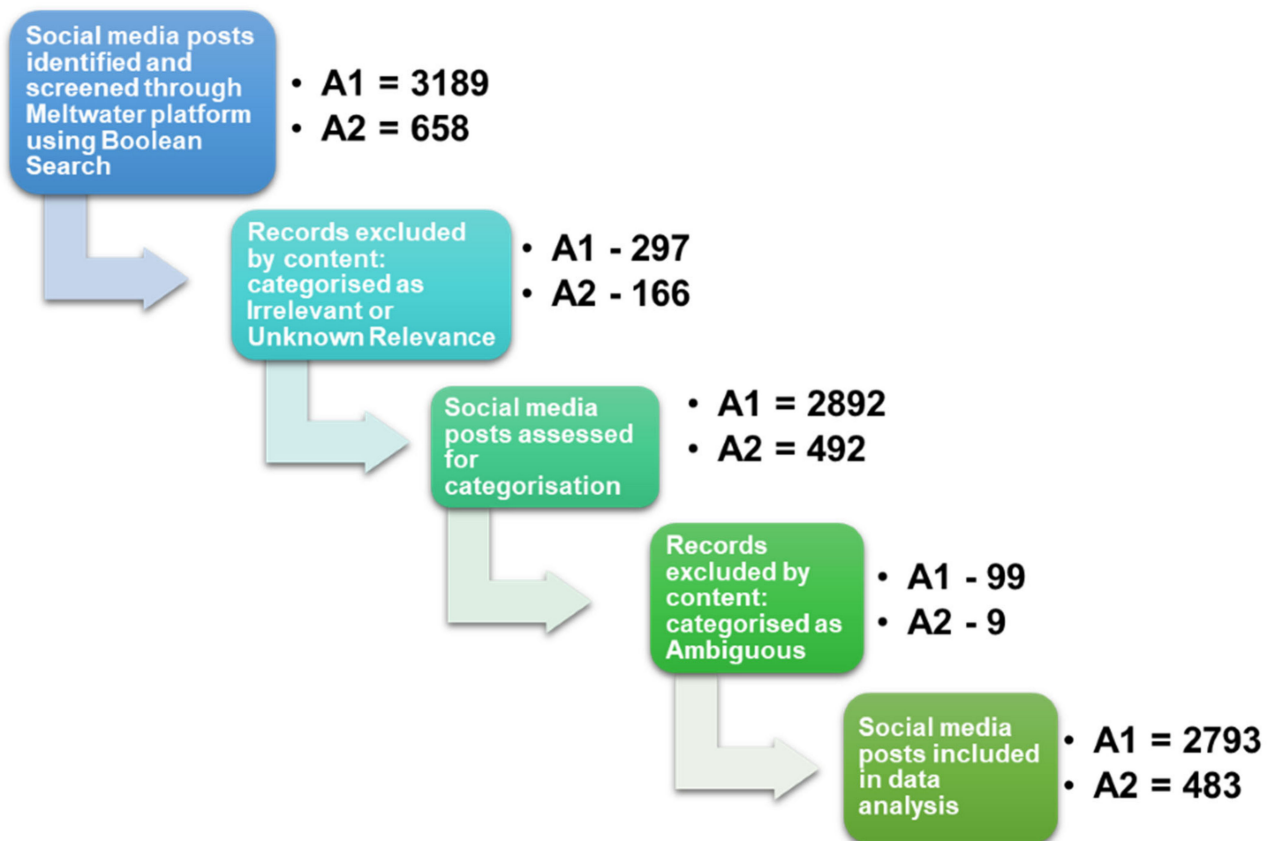 Social media posts
identified and
screened through
Meltwater platform
using Boolean
Search
• A1 = 3189
• A2 = 658
Records excluded
by content:
categorised as
Irrelevant or
Unknown Relevance
• A1 - 297
• A2 - 166
Social media
posts assessed
for
categorisation
• A1 = 2892
• A2 = 492
Records
excluded by
content:
categorised as
Ambiguous
• A1 - 99
• A2 - 9
Social media
posts included
in data
analysis
• A1 = 2793
• A2 = 483